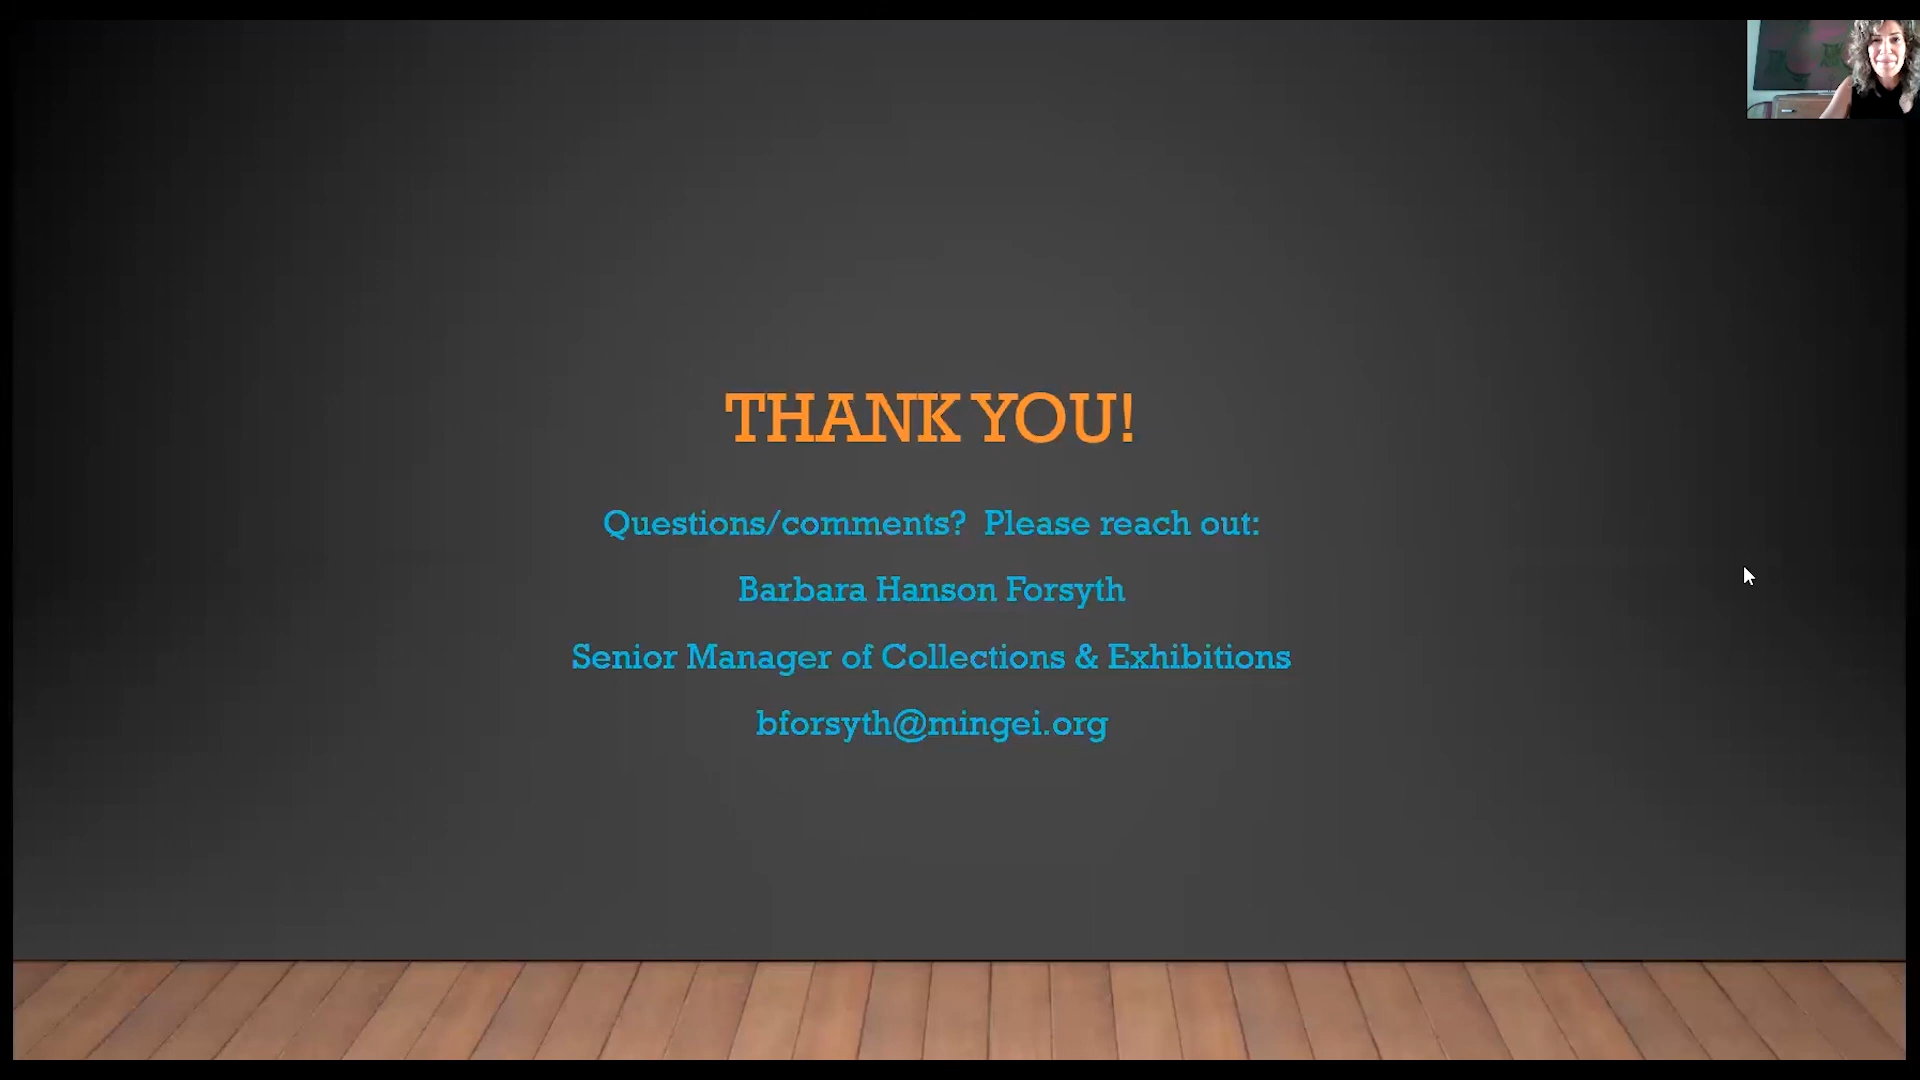 THANK YOU!
Questions/comments? Please reach out:
Barbara Hanson Forsyth
Senior Manager of Collections & Exhibitions
bforsyth@mingei.org